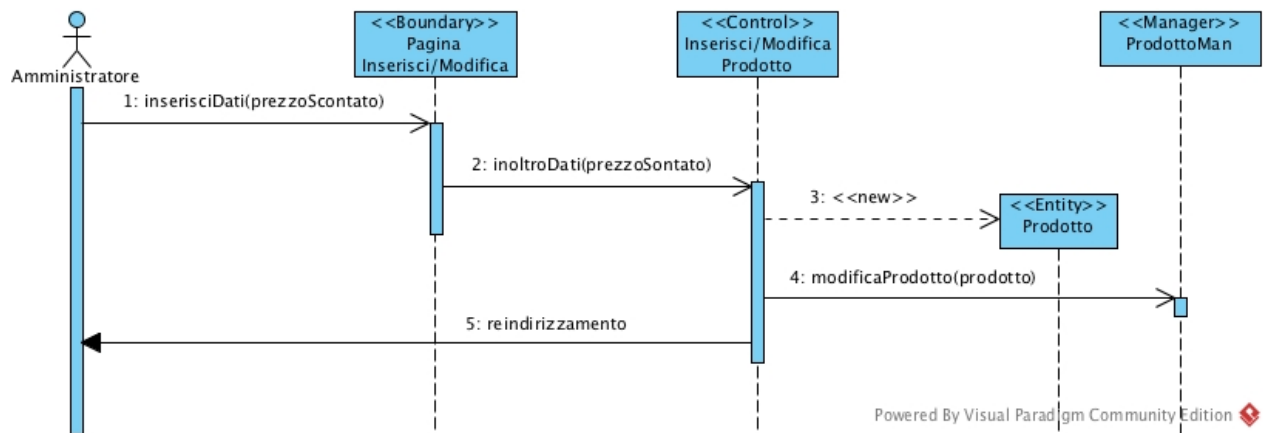 <<Boundary>>
Pagina
Inserisci/Modifica
<<Control>>
Inserisci/Modifica
Prodotto
<<Manager>>
ProdottoMan
Amministratore
1: inserisciDati(prezzoScontato)
2: inoltroDati(prezzoSontato)
3: <<new>>
<<Entity>>
Prodotto
4: modificaProdotto(prodotto)
5: reindirizzamento
Powered By Visual Paradigm Community Edition